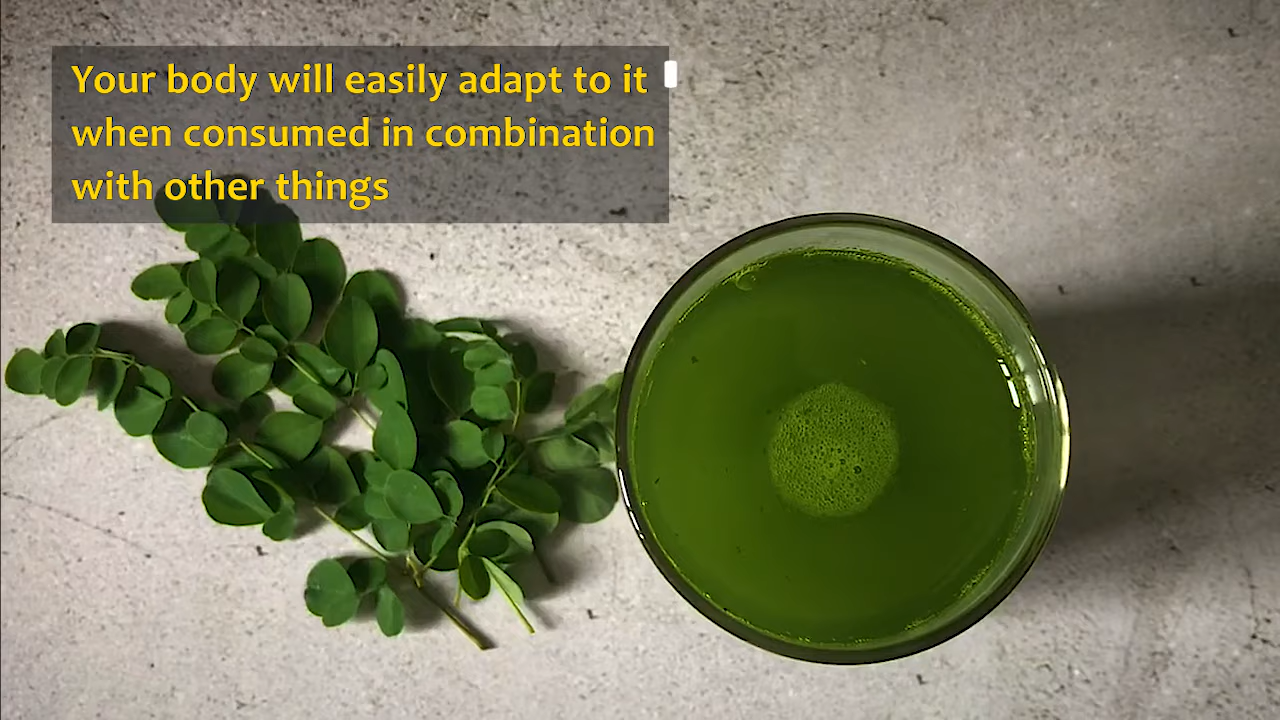 Your body will easily adapt to it
when consumed in combination
with other things